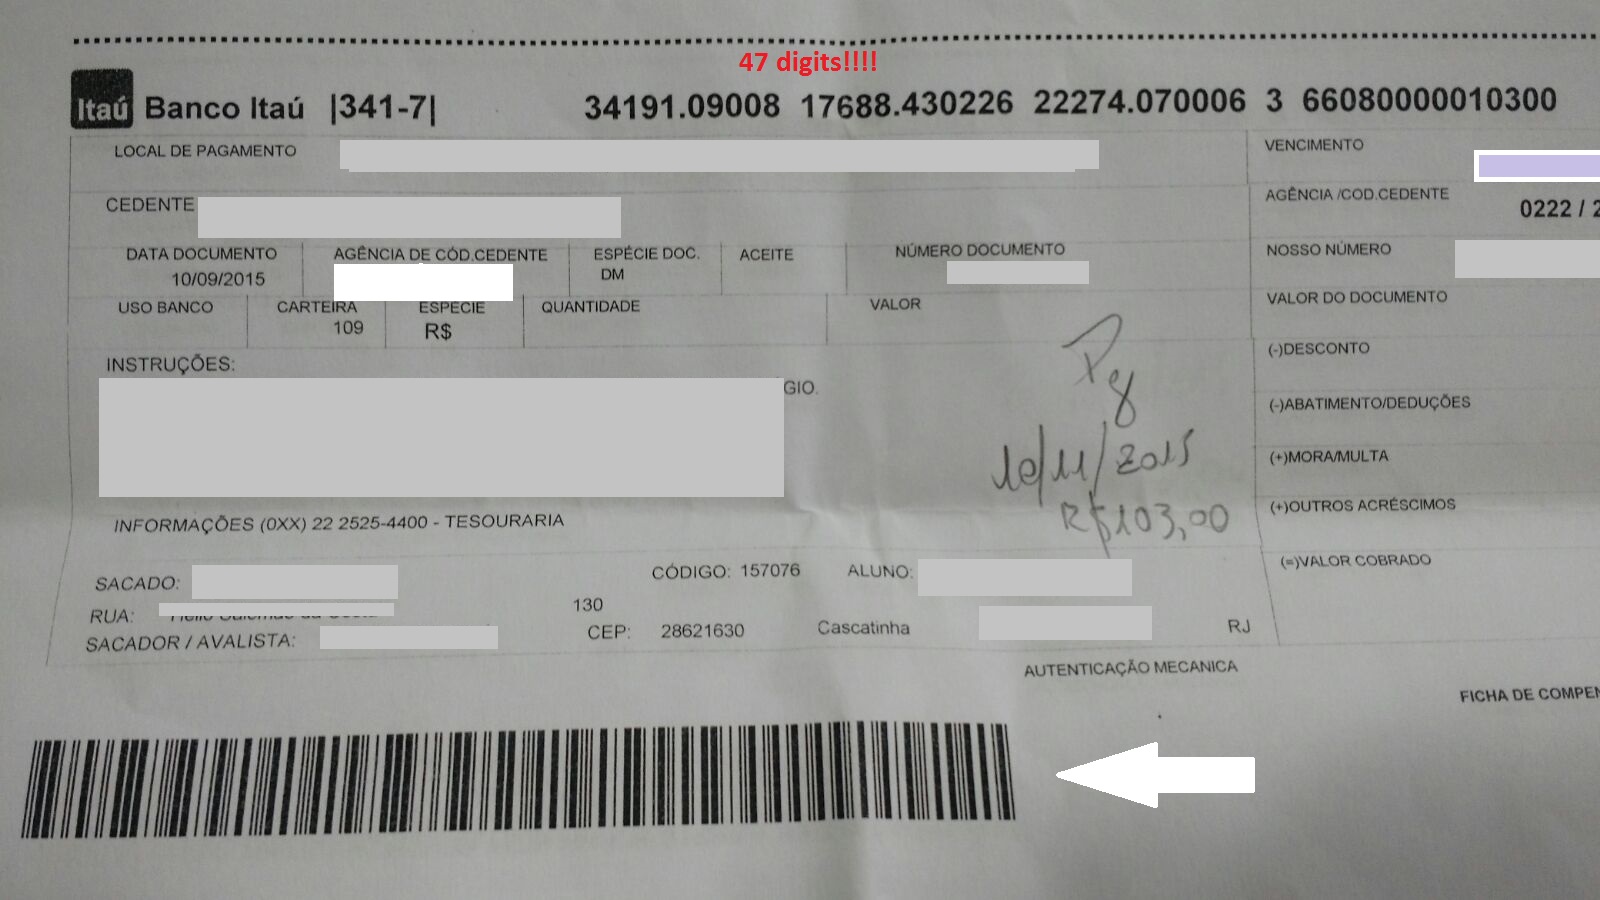 47 digits!!!!
Itaú Banco Itaú |341-7| 34191.09008 17688.430226 22274.070006 3 66080000010300
LOCAL DE PAGAMENTO VENCIMENTO
CEDENTE AGÊNCIA /COD.CEDENTE
0222 / 2
DATA DOCUMENTO AGÊNCIA DE CÓD.CEDENTE ESPÉCIE DOC. ACEITE NÚMERO DOCUMENTO NOSSO NÚMERO
10/09/2015 DM
USO BANCO CARTEIRA ESPECIE QUANTIDADE VALOR VALOR DO DOCUMENTO
109 R$
INSTRUÇÕES: (-)DESCONTO
GIO.
(-)ABATIMENTO/DEDUÇÕES
Pg
10/11/2015
(+)MORA/MULTA
R$103,00
(+)OUTROS ACRÉSCIMOS
INFORMAÇÕES (0XX) 22 2525-4400 - TESOURARIA
(=)VALOR COBRADO
SACADO: CÓDIGO: 157076 ALUNO:
RUA: 130
SACADOR / AVALISTA: CEP: 28621630 Cascatinha RJ
AUTENTICAÇÃO MECANICA
FICHA DE COMPEN